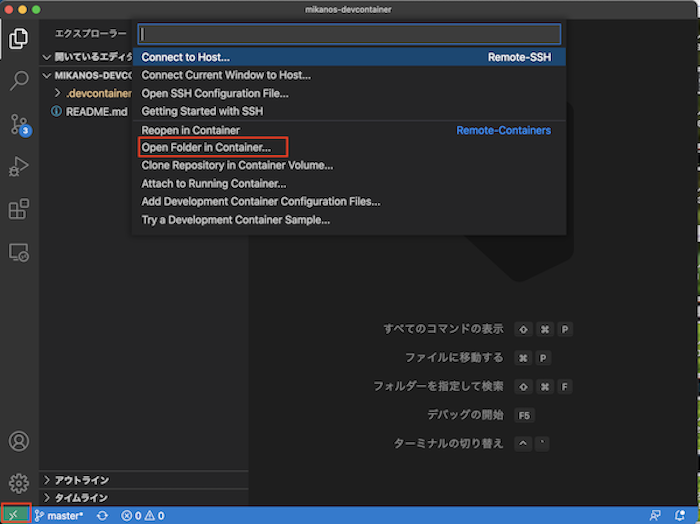 mikanos-devcontainer
エクスプローラー
開いているエディタ
Connect to Host... Remote-SSH
MIKANOS-DEVCO
Connect Current Window to Host...
.devcontainer
Open SSH Configuration File...
README.md
Getting Started with SSH
3
Reopen in Container Remote-Containers
Open Folder in Container...
Clone Repository in Container Volume...
Attach to Running Container...
Add Development Container Configuration Files...
Try a Development Container Sample...
すべてのコマンドの表示 ⇧ ⌘ P
ファイルに移動する ⌘ P
フォルダーを指定して検索 ⇧ ⌘ F
デバッグの開始 F5
ターミナルの切り替え ^ `
アウトライン
タイムライン
master* 0 0